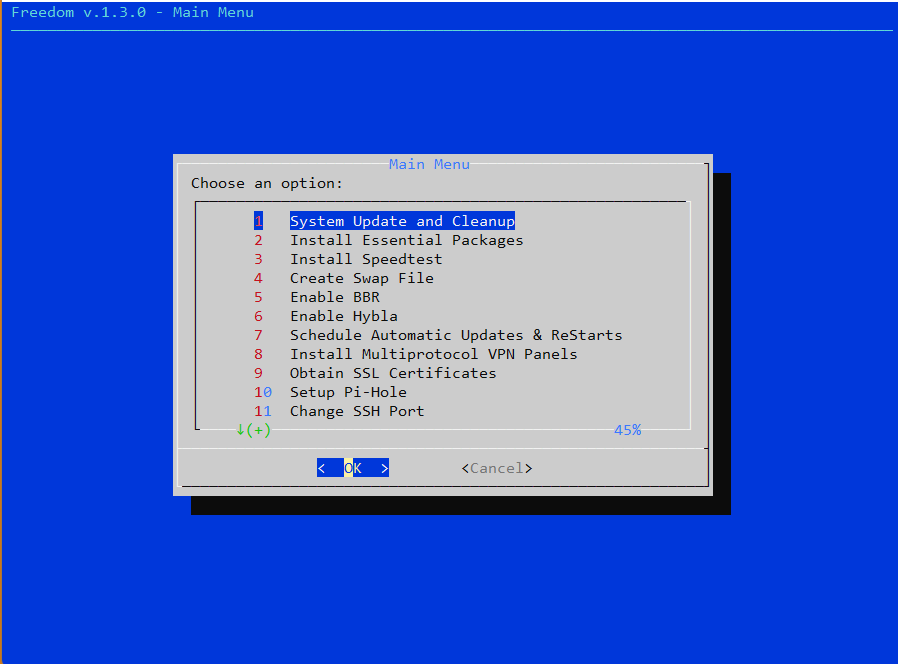 Freedom v.1.3.0 - Main Menu
Main Menu
Choose an option:
1 System Update and Cleanup
2 Install Essential Packages
3 Install Speedtest
4 Create Swap File
5 Enable BBR
6 Enable Hybla
7 Schedule Automatic Updates & ReStarts
8 Install Multiprotocol VPN Panels
9 Obtain SSL Certificates
10 Setup Pi-Hole
11 Change SSH Port
↓(+) 45%
< OK > <Cancel>